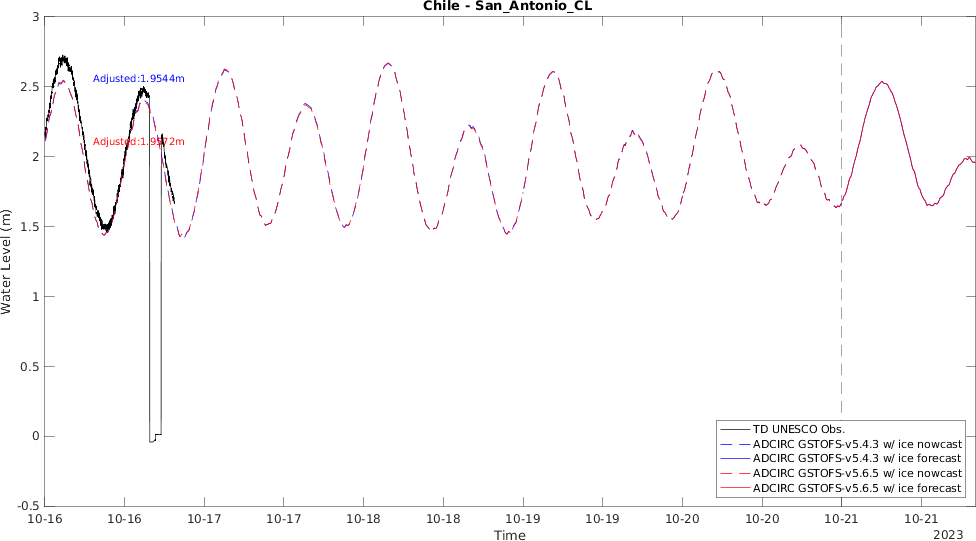 Chile - San_Antonio_CL
3
2.5
2
1.5
1
0.5
0
-0.5
Water Level (m)
Adjusted:1.9544m
Adjusted:1.9572m
TD UNESCO Obs.
ADCIRC GSTOFS-v5.4.3 w/ ice nowcast
ADCIRC GSTOFS-v5.4.3 w/ ice forecast
ADCIRC GSTOFS-v5.6.5 w/ ice nowcast
ADCIRC GSTOFS-v5.6.5 w/ ice forecast
10-16 10-16 10-17 10-17 10-18 10-18 10-19 10-19 10-20 10-20 10-21 10-21
Time
2023